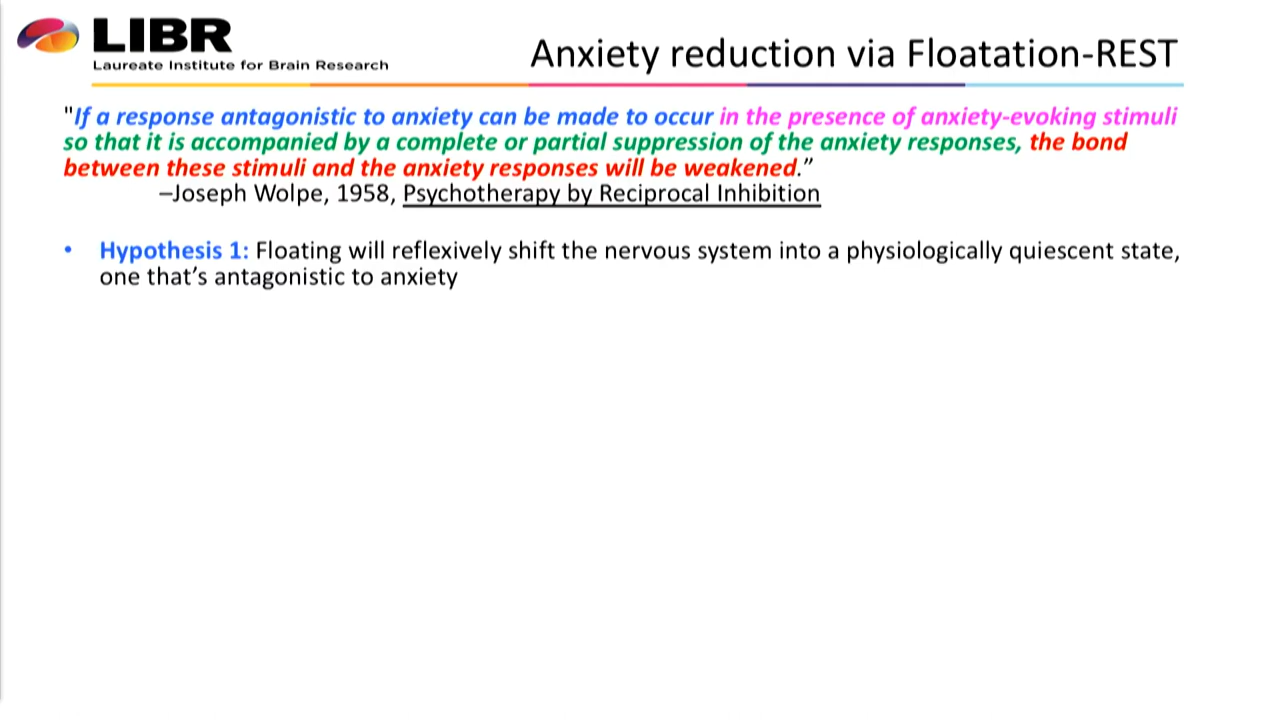 LIBR
Laureate Institute for Brain Research
Anxiety reduction via Floatation-REST
"If a response antagonistic to anxiety can be made to occur in the presence of anxiety-evoking stimuli
so that it is accompanied by a complete or partial suppression of the anxiety responses, the bond
between these stimuli and the anxiety responses will be weakened.”
–Joseph Wolpe, 1958, Psychotherapy by Reciprocal Inhibition
• Hypothesis 1: Floating will reflexively shift the nervous system into a physiologically quiescent state,
one that’s antagonistic to anxiety